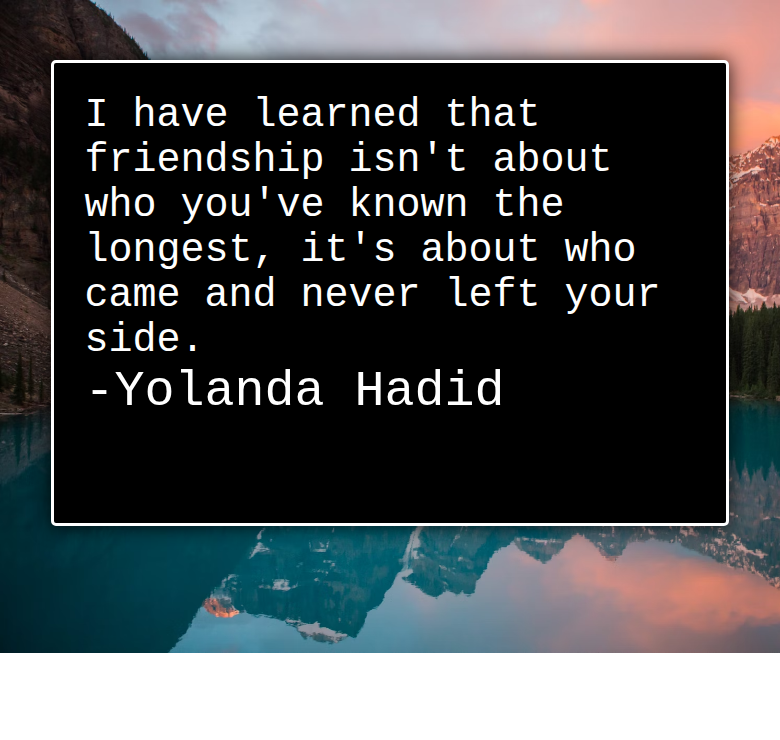 I have learned that
friendship isn't about
who you've known the
longest, it's about who
came and never left your
side.
-Yolanda Hadid